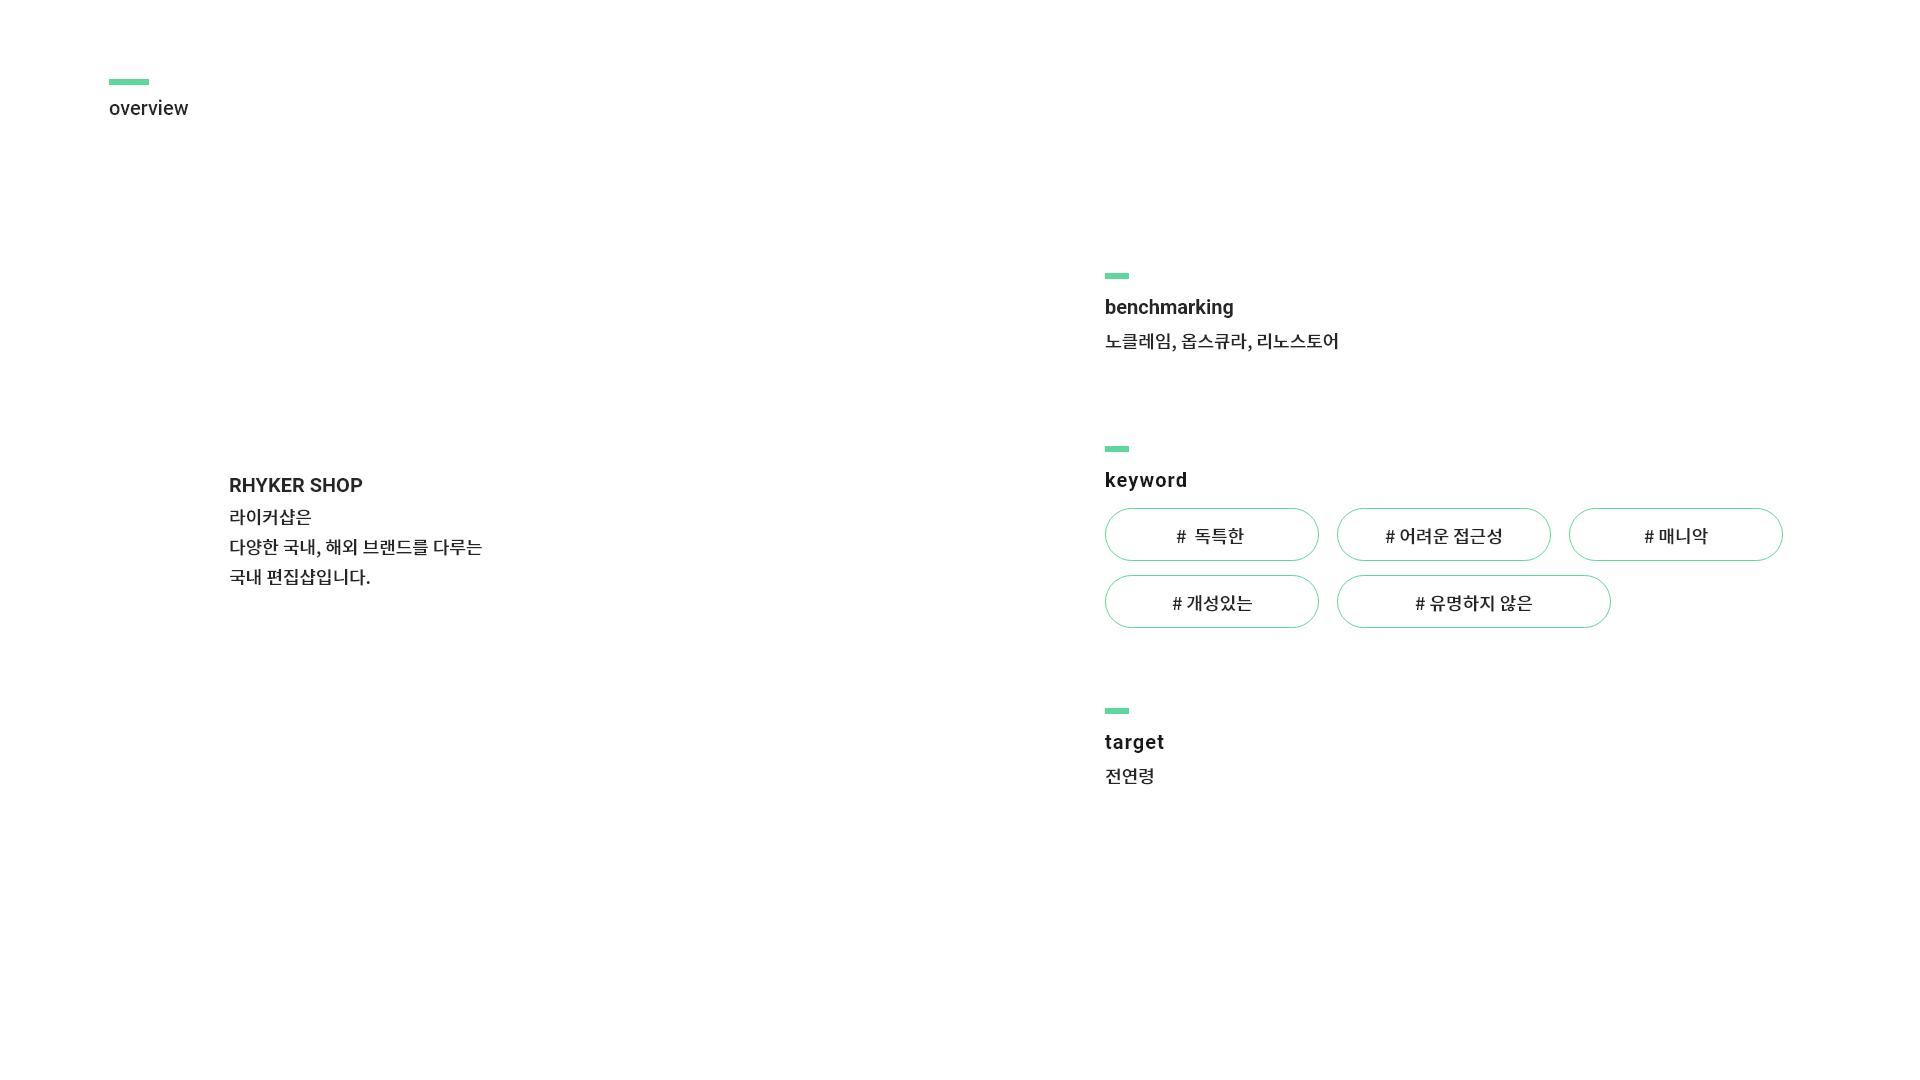 overview
RHYKER SHOP
라이커샵은
다양한 국내, 해외 브랜드를 다루는
국내 편집샵입니다.
benchmarking
노클레임, 옵스큐라, 리노스토어
keyword
# 독특한
# 어려운 접근성
# 매니악
# 개성있는
# 유명하지 않은
target
전연령